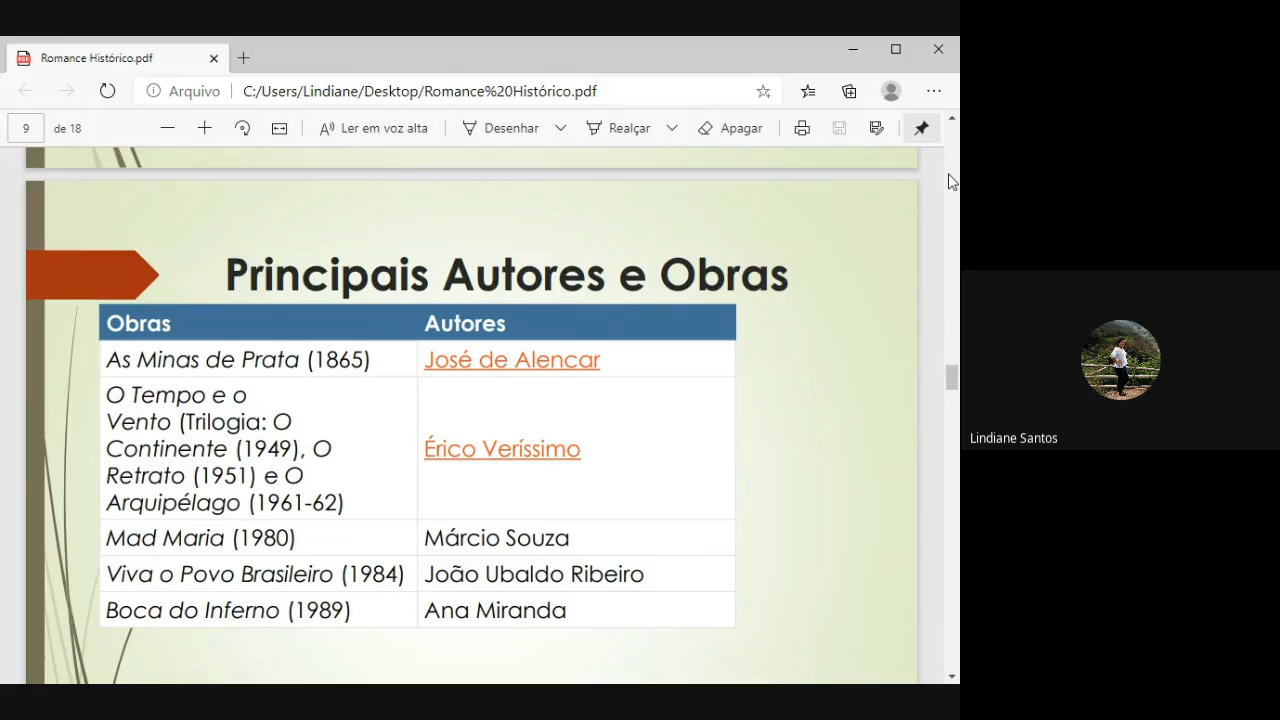 Romance Histórico.pdf
Arquivo
C:/Users/Lindiane/Desktop/Romance%20Histórico.pdf
9 de 18
Ler em voz alta
Desenhar
Realçar
Apagar
Principais Autores e Obras
Obras Autores
As Minas de Prata (1865) José de Alencar
O Tempo e o
Vento (Trilogia: O
Continente (1949), O
Retrato (1951) e O
Arquipélago (1961-62)
Érico Veríssimo
Mad Maria (1980) Márcio Souza
Viva o Povo Brasileiro (1984) João Ubaldo Ribeiro
Boca do Inferno (1989) Ana Miranda
Lindiane Santos